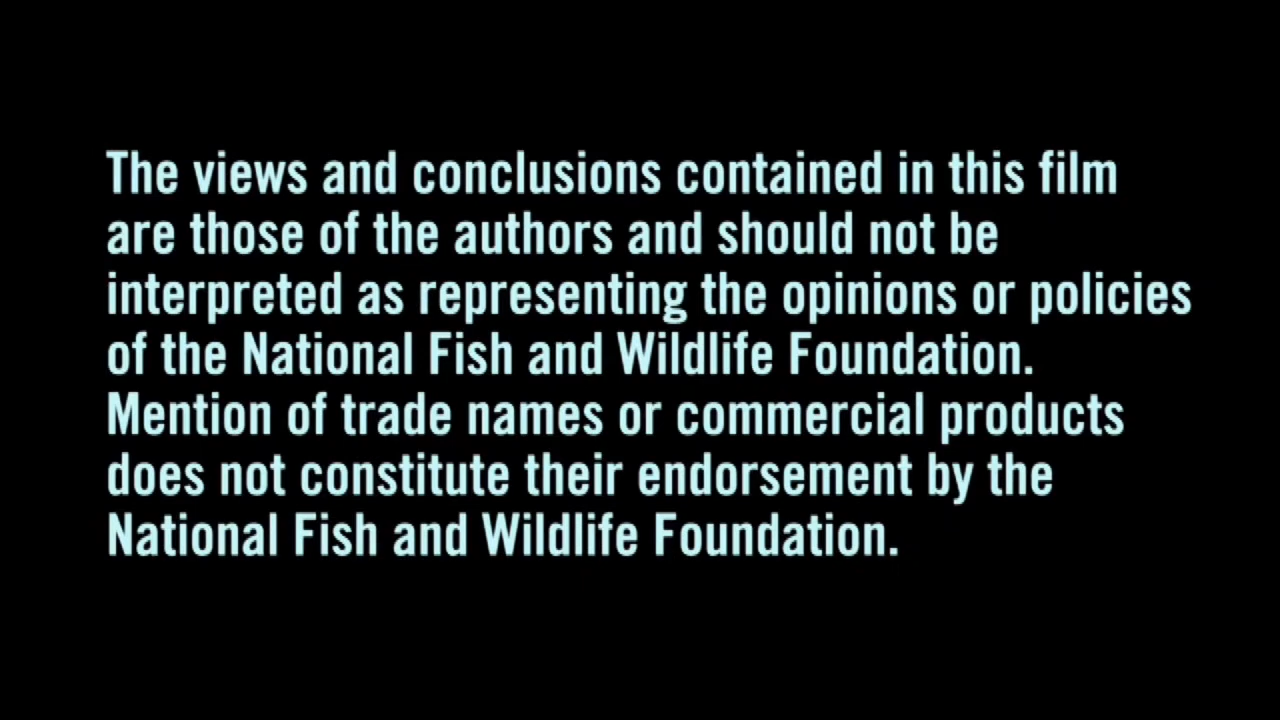 The views and conclusions contained in this film
are those of the authors and should not be
interpreted as representing the opinions or policies
of the National Fish and Wildlife Foundation.
Mention of trade names or commercial products
does not constitute their endorsement by the
National Fish and Wildlife Foundation.